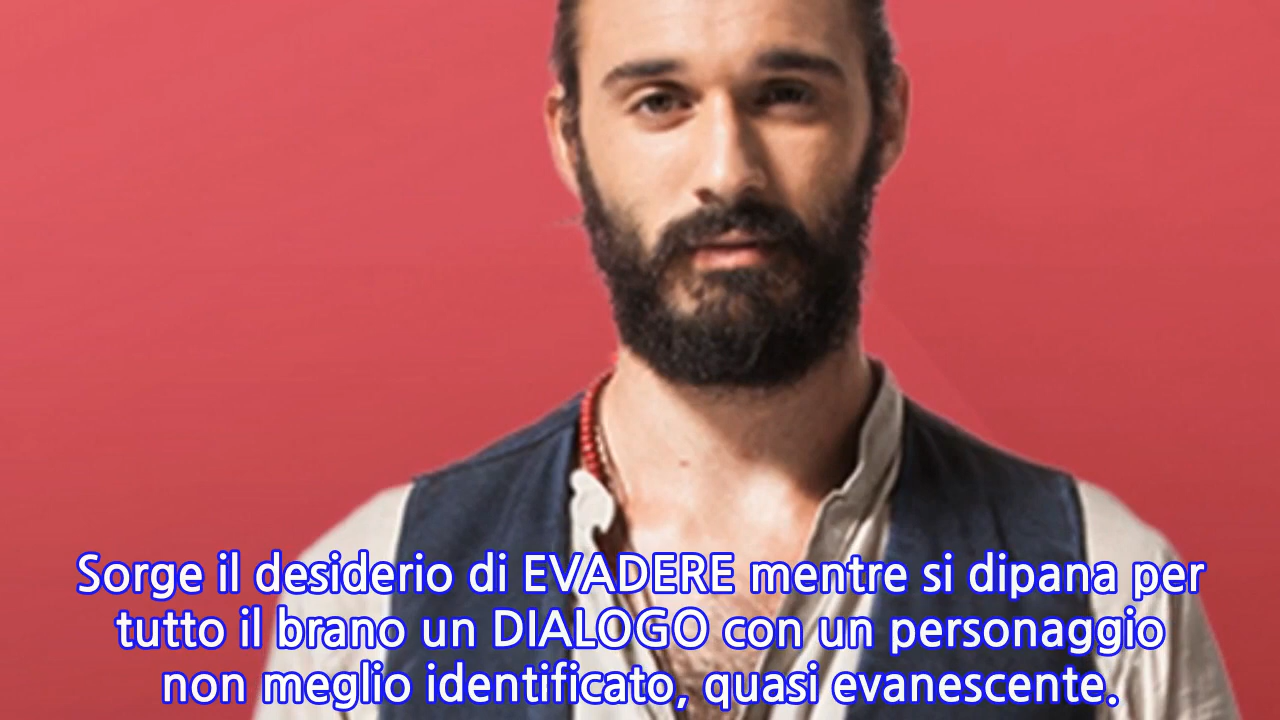 Sorge il desiderio di EVADERE mentre si dipana per
tutto il brano un DIALOGO con un personaggio
non meglio identificato, quasi evanescente.